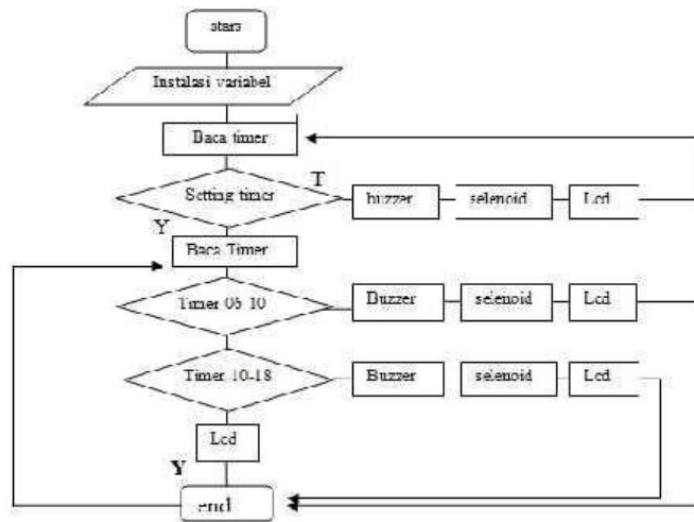 stars
Instalasi variabel
Baca timer
Setting timer
T
buzzer
selenoid
Lcd
Y
Baca Timer
Timer 06 10
Buzzer
selenoid
Lcd
Timer 10-18
Buzzer
selenoid
Lcd
Lcd
Y
end